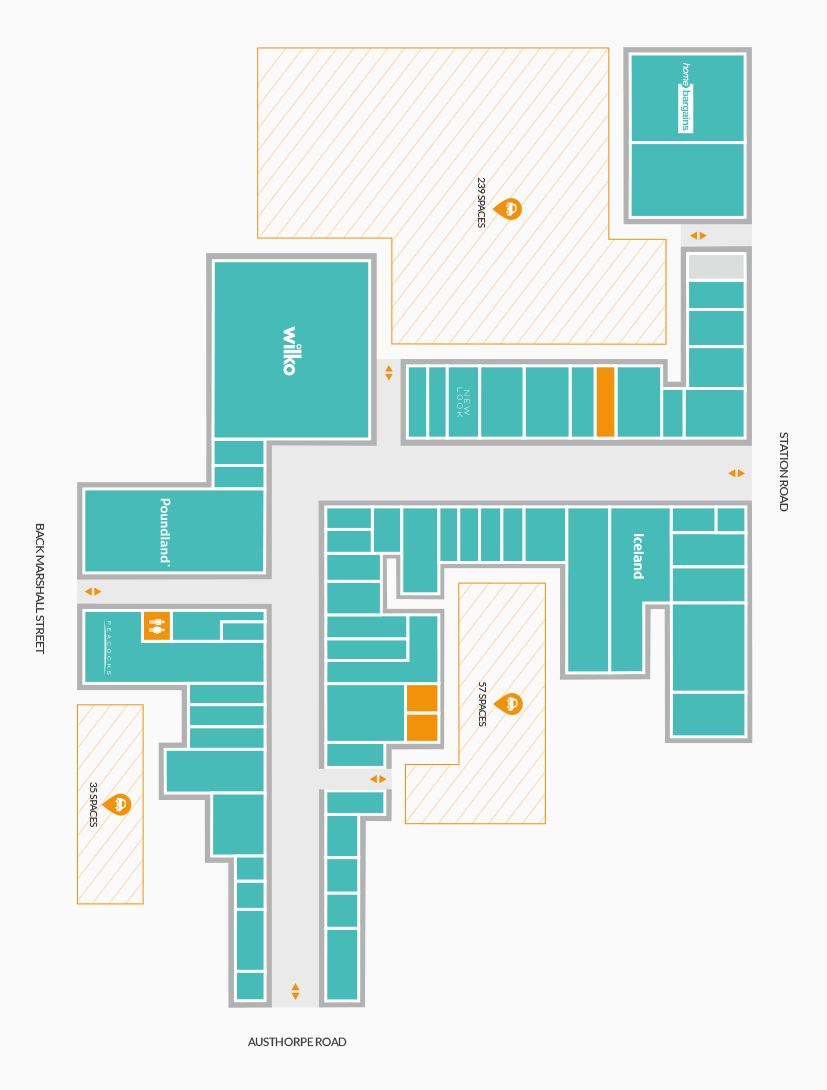 home
bargains
239 SPACES
wilko
NEW
LOOK
STATION ROAD
Poundland
Iceland
BACK MARSHALL STREET
PEACOCKS
57 SPACES
35 SPACES
AUSTHORPE ROAD